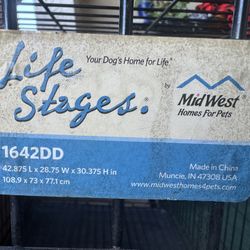 Life
Stages.®
Your Dog's Home for Life.
by
MidWest
Homes For Pets
1642DD
42.875 L x 28.75 W x 30.375 H in
108.9 x 73 x 77.1 cm
Made in China
Muncie, IN 47308 USA
www.midwesthomes4pets.com